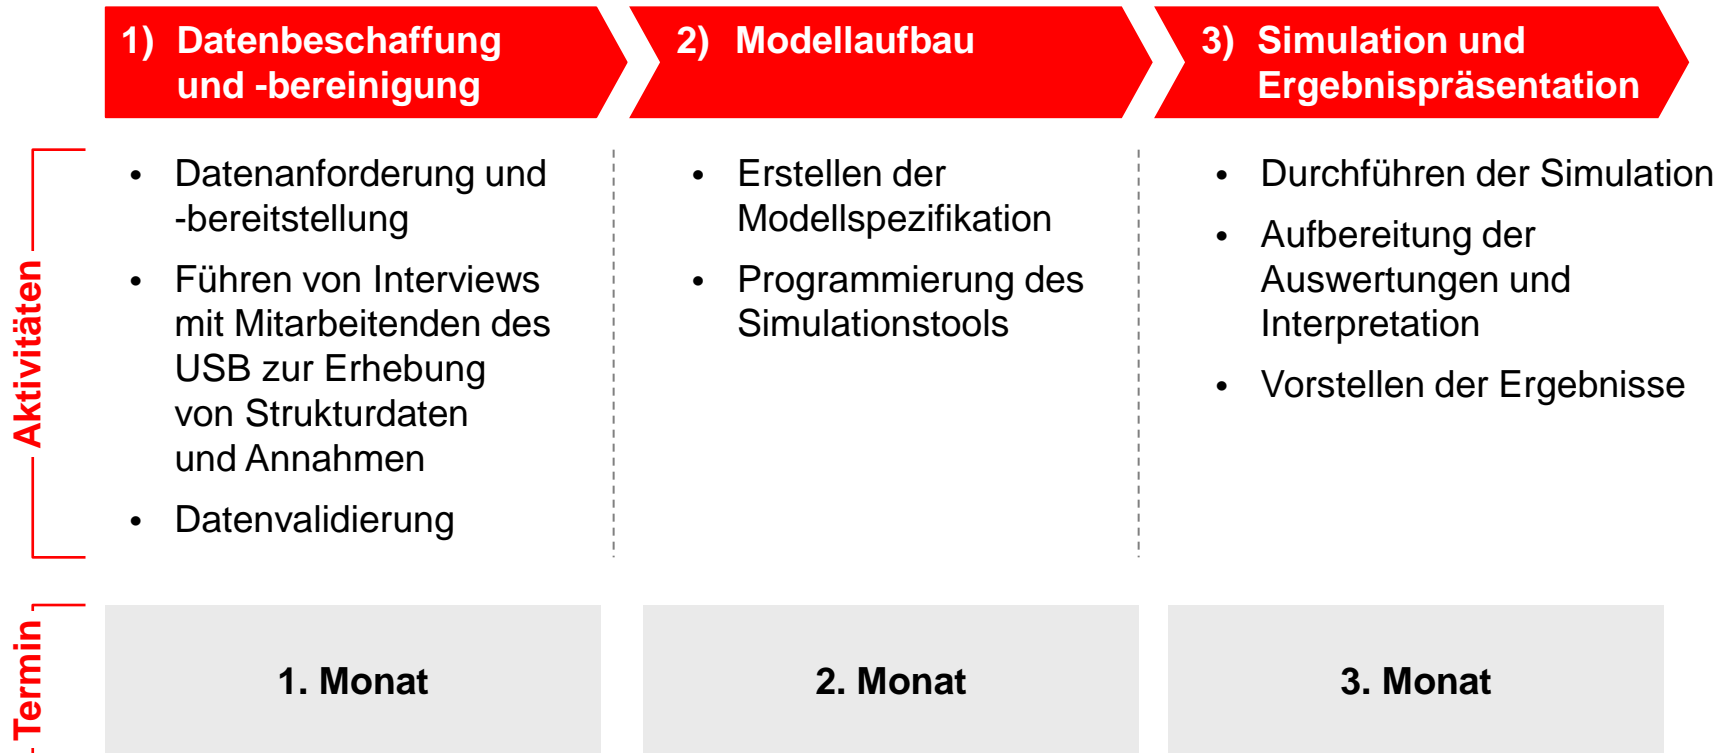 1) Datenbeschaffung
und -bereinigung
2) Modellaufbau
3) Simulation und
Ergebnispräsentation
Aktivitäten
• Datenanforderung und
-bereitstellung
• Führen von Interviews
mit Mitarbeitenden des
USB zur Erhebung
von Strukturdaten
und Annahmen
• Datenvalidierung
• Erstellen der
Modellspezifikation
• Programmierung des
Simulationstools
• Durchführen der Simulation
• Aufbereitung der
Auswertungen und
Interpretation
• Vorstellen der Ergebnisse
Termin
1. Monat
2. Monat
3. Monat